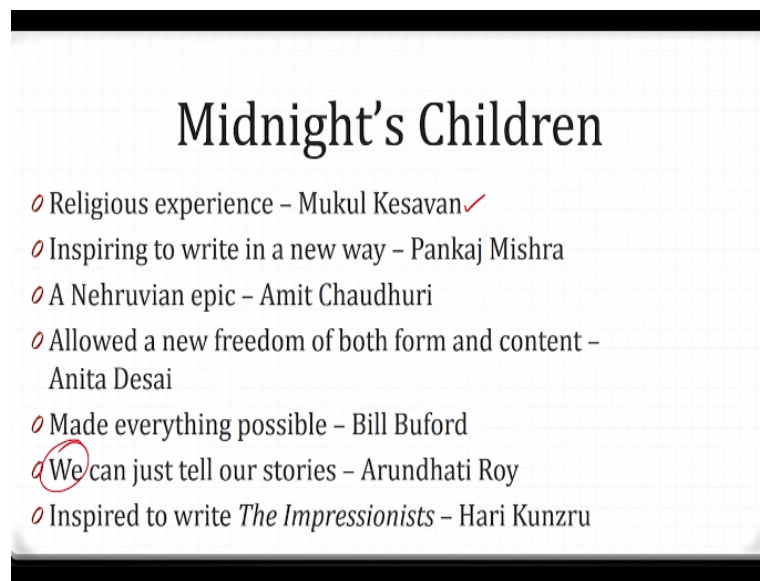 Midnight's Children
Religious experience – Mukul Kesavan
Inspiring to write in a new way – Pankaj Mishra
A Nehruvian epic – Amit Chaudhuri
Allowed a new freedom of both form and content –
Anita Desai
Made everything possible – Bill Buford
We can just tell our stories – Arundhati Roy
Inspired to write The Impressionists – Hari Kunzru